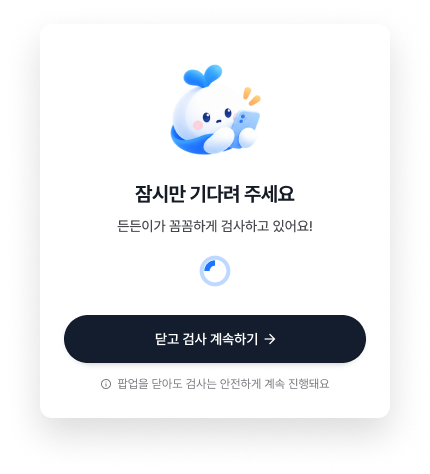 잠시만 기다려 주세요
든든이가 꼼꼼하게 검사하고 있어요!
닫고 검사 계속하기 →
팝업을 닫아도 검사는 안전하게 계속 진행돼요